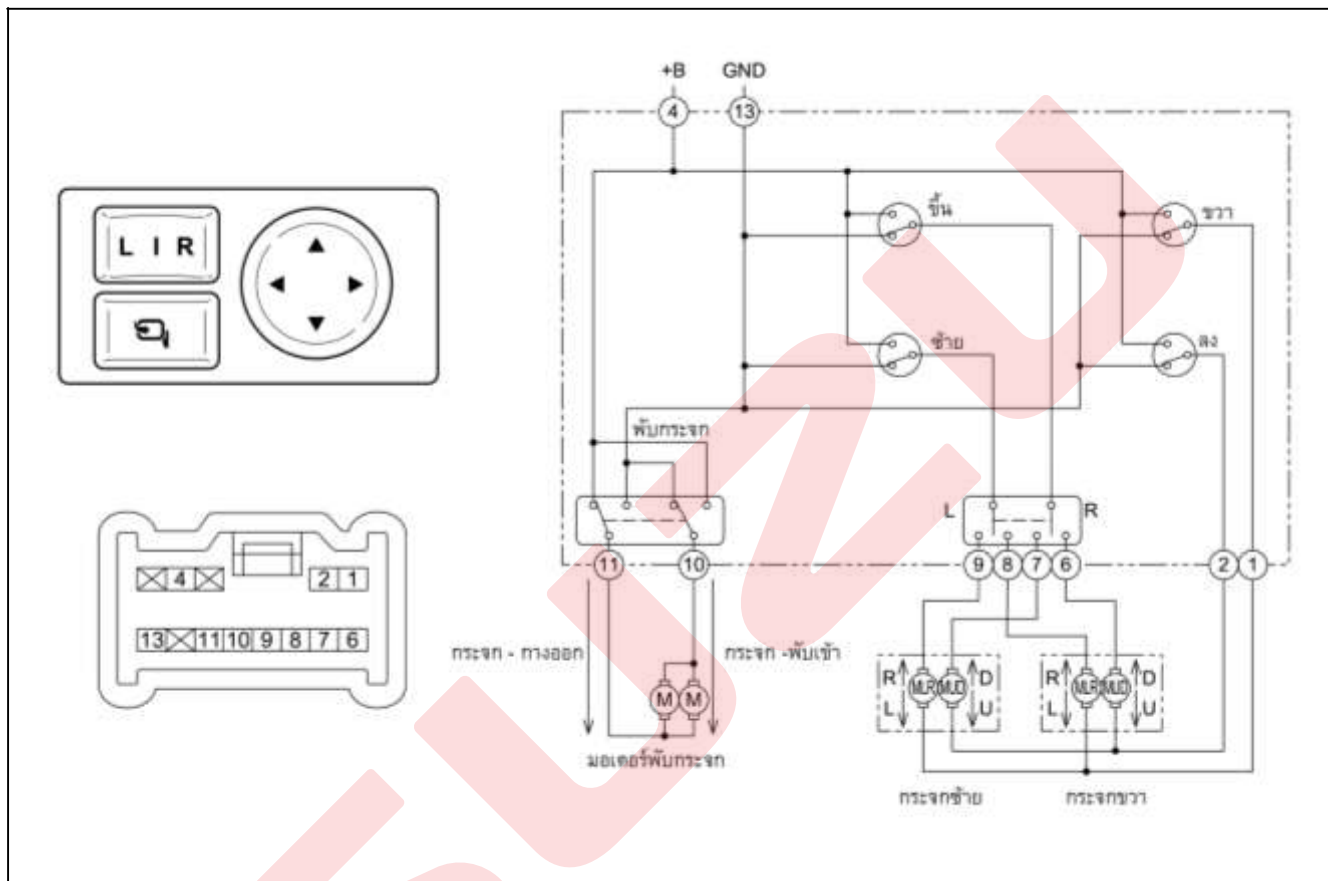 +B GND
4 13
ขึ้น ขวา
L I R
ซ้าย ลง
พับกระจก
L R
11 10 9 8 7 6 2 1
4 2 1
13 11 10 9 8 7 6
กระจก - กางออก กระจก -พับเข้า
R MLR MUD D R MLR MUD D
L U L U
M M
มอเตอร์พับกระจก
กระจกซ้าย กระจกขวา